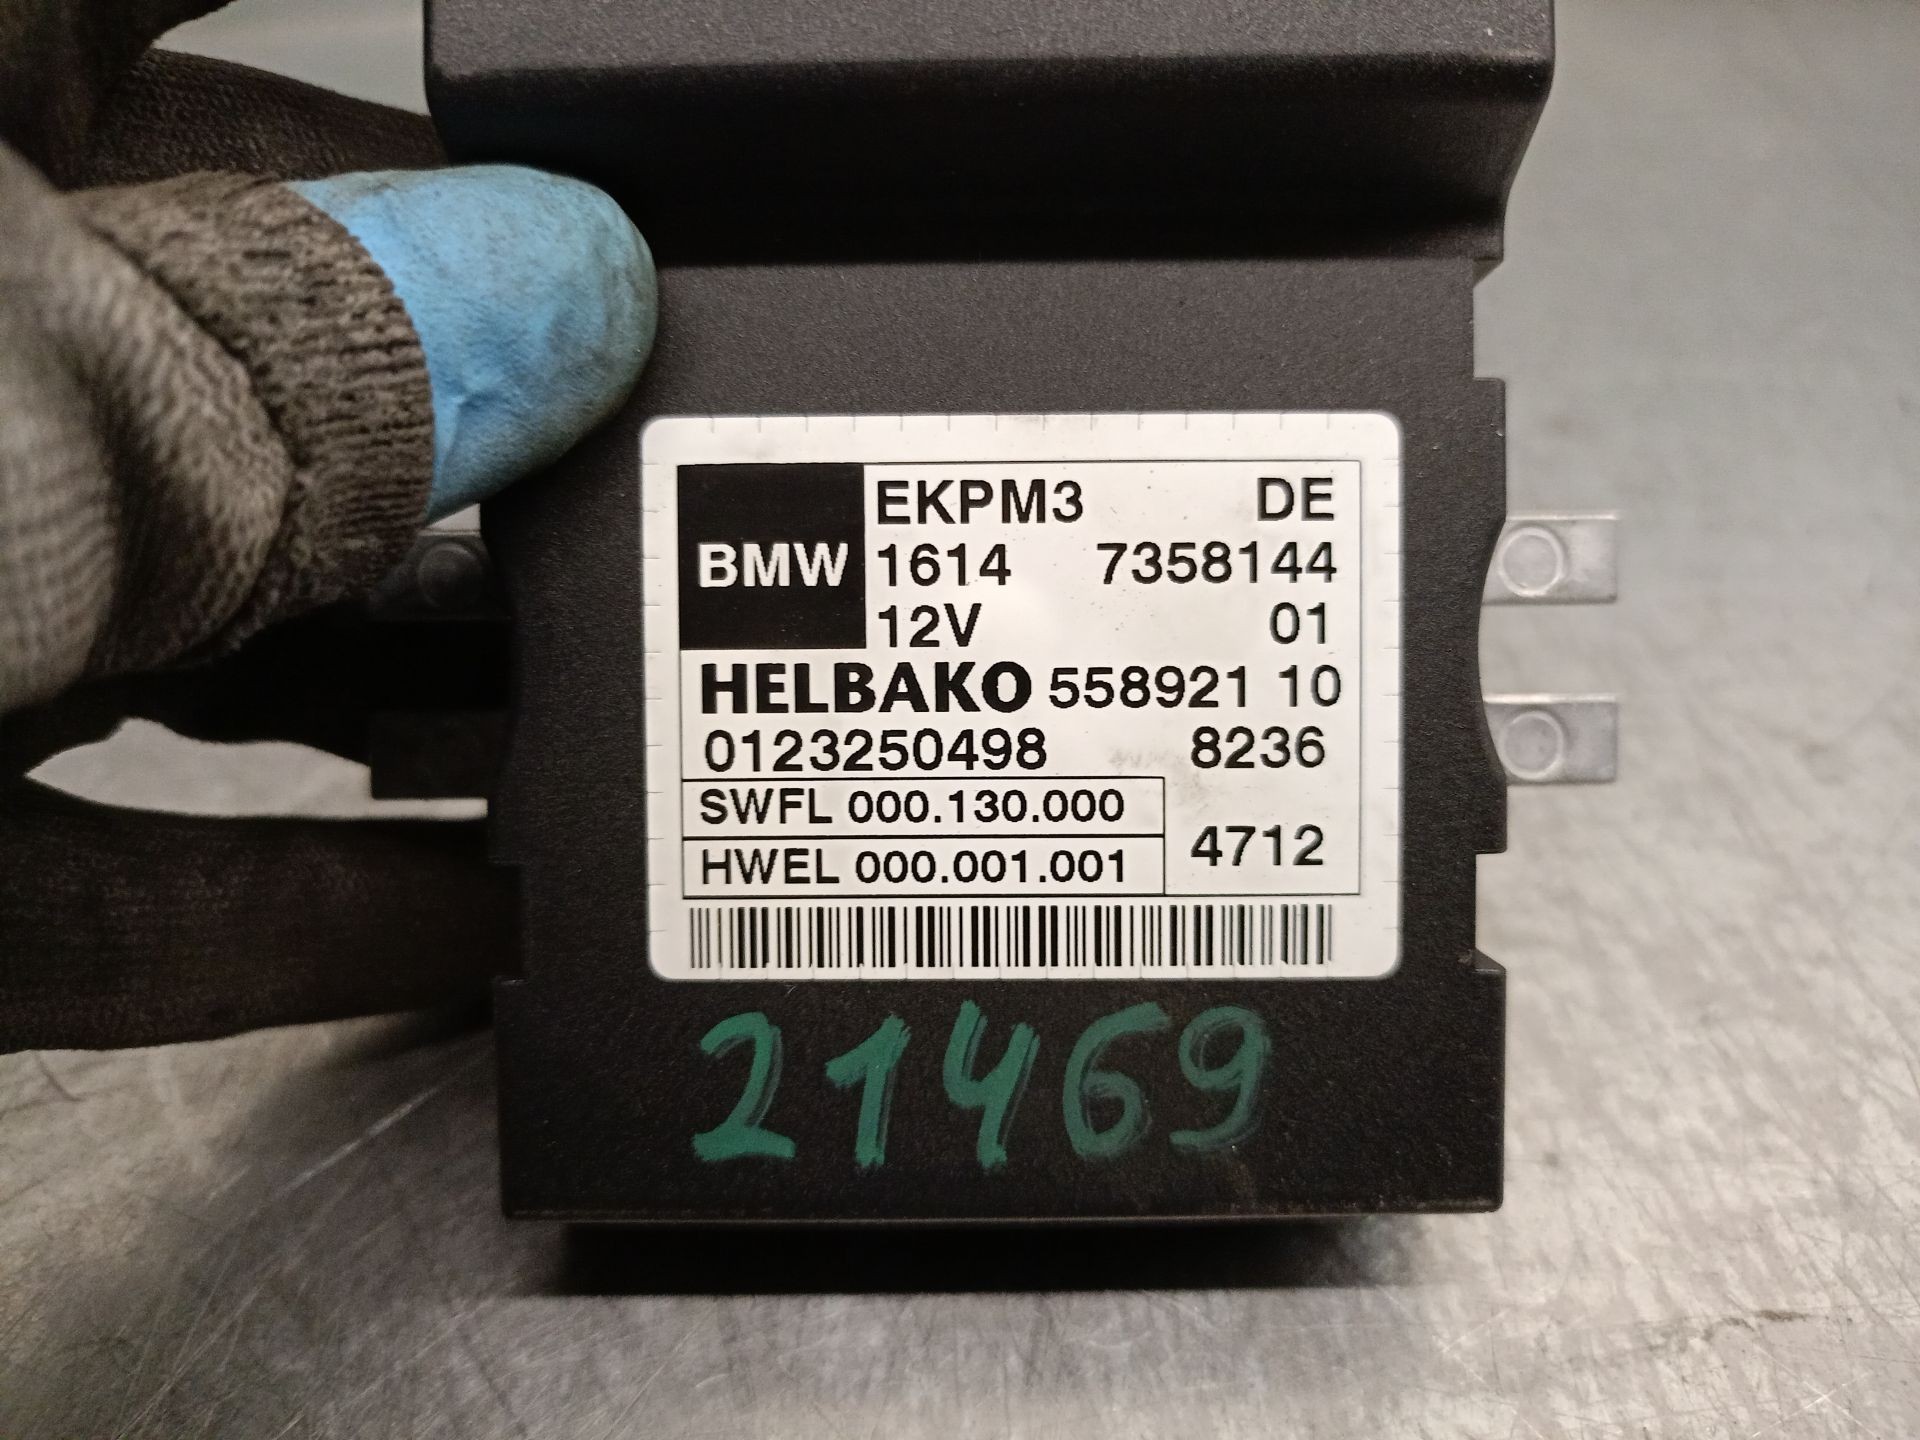 EKPM3 DE
BMW 1614 7358144
12V 01
HELBAKO 558921 10
0123250498 8236
SWFL 000.130.000
HWEL 000.001.001 4712
21469